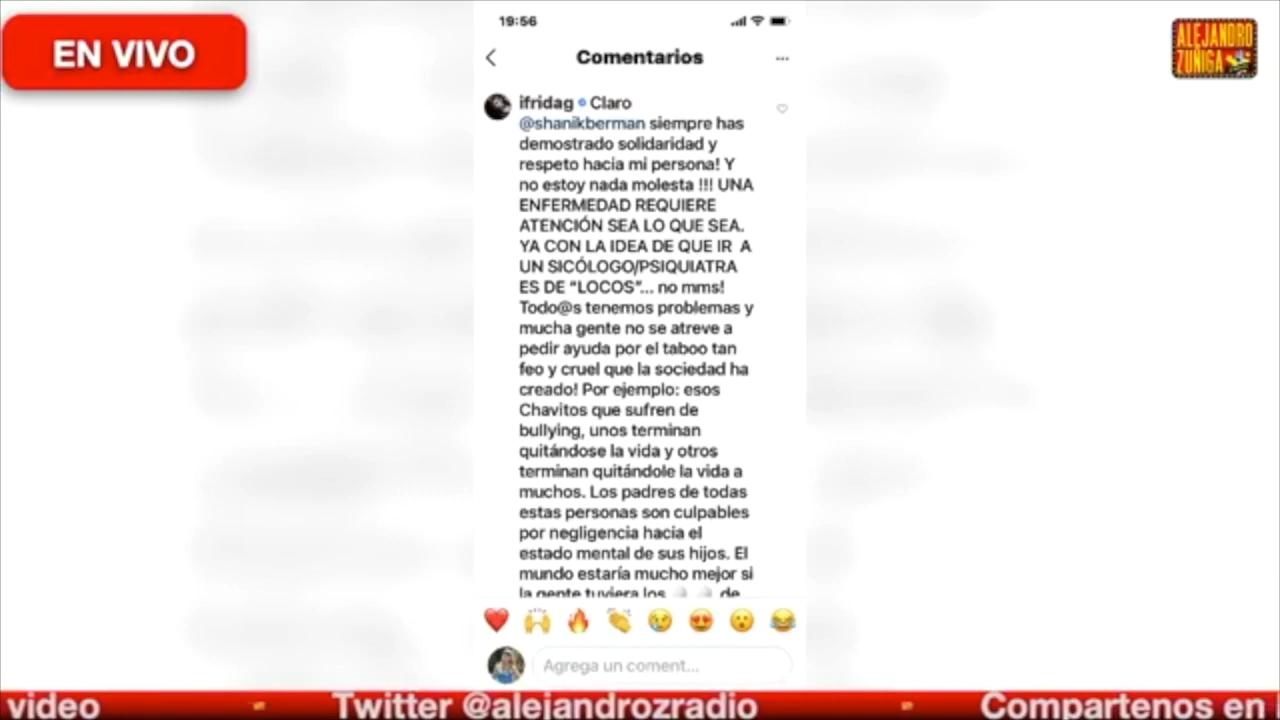 EN VIVO
19:56
ALEJANDRO
ZUÑIGA
Comentarios
ifridag Claro
@shanikberman siempre has
demostrado solidaridad y
respeto hacia mi persona! Y
no estoy nada molesta !!! UNA
ENFERMEDAD REQUIERE
ATENCIÓN SEA LO QUE SEA.
YA CON LA IDEA DE QUE IR A
UN SICÓLOGO/PSIQUIATRA
ES DE “LOCOS”... no mms!
Todo@s tenemos problemas y
mucha gente no se atreve a
pedir ayuda por el taboo tan
feo y cruel que la sociedad ha
creado! Por ejemplo: esos
Chavitos que sufren de
bullying, unos terminan
quitándose la vida y otros
terminan quitándole la vida a
muchos. Los padres de todas
estas personas son culpables
por negligencia hacia el
estado mental de sus hijos. El
mundo estaría mucho mejor si
la gente tuviera los de
Agrega un coment...
video Twitter @alejandrozradio Compartenos en